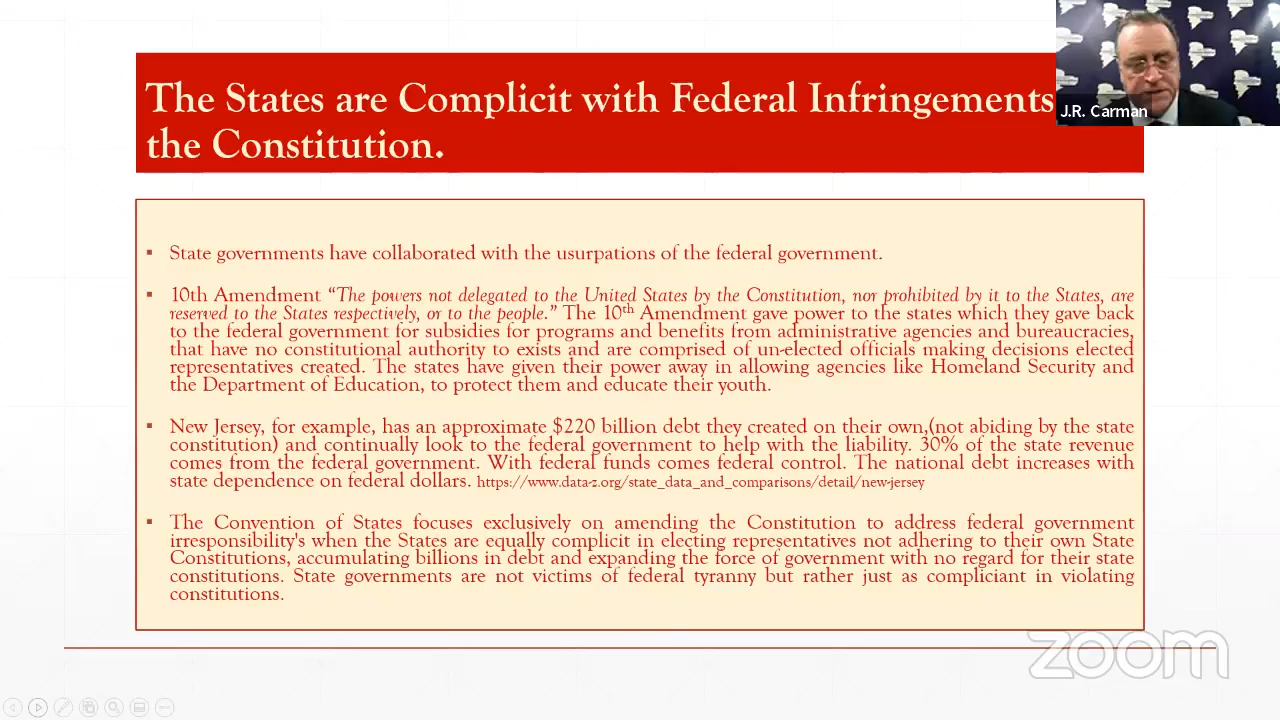 The States are Complicit with Federal Infringements
the Constitution.
J.R. Carman
▪ State governments have collaborated with the usurpations of the federal government.
▪ 10th Amendment “The powers not delegated to the United States by the Constitution, nor prohibited by it to the States, are
reserved to the States respectively, or to the people.” The 10th Amendment gave power to the states which they gave back
to the federal government for subsidies for programs and benefits from administrative agencies and bureaucracies,
that have no constitutional authority to exists and are comprised of un-elected officials making decisions elected
representatives created. The states have given their power away in allowing agencies like Homeland Security and
the Department of Education, to protect them and educate their youth.
▪ New Jersey, for example, has an approximate $220 billion debt they created on their own,(not abiding by the state
constitution) and continually look to the federal government to help with the liability. 30% of the state revenue
comes from the federal government. With federal funds comes federal control. The national debt increases with
state dependence on federal dollars. https://www.data-z.org/state_data_and_comparisons/detail/new-jersey
▪ The Convention of States focuses exclusively on amending the Constitution to address federal government
irresponsibility's when the States are equally complicit in electing representatives not adhering to their own State
Constitutions, accumulating billions in debt and expanding the force of government with no regard for their state
constitutions. State governments are not victims of federal tyranny but rather just as compliciant in violating
constitutions.
zoom